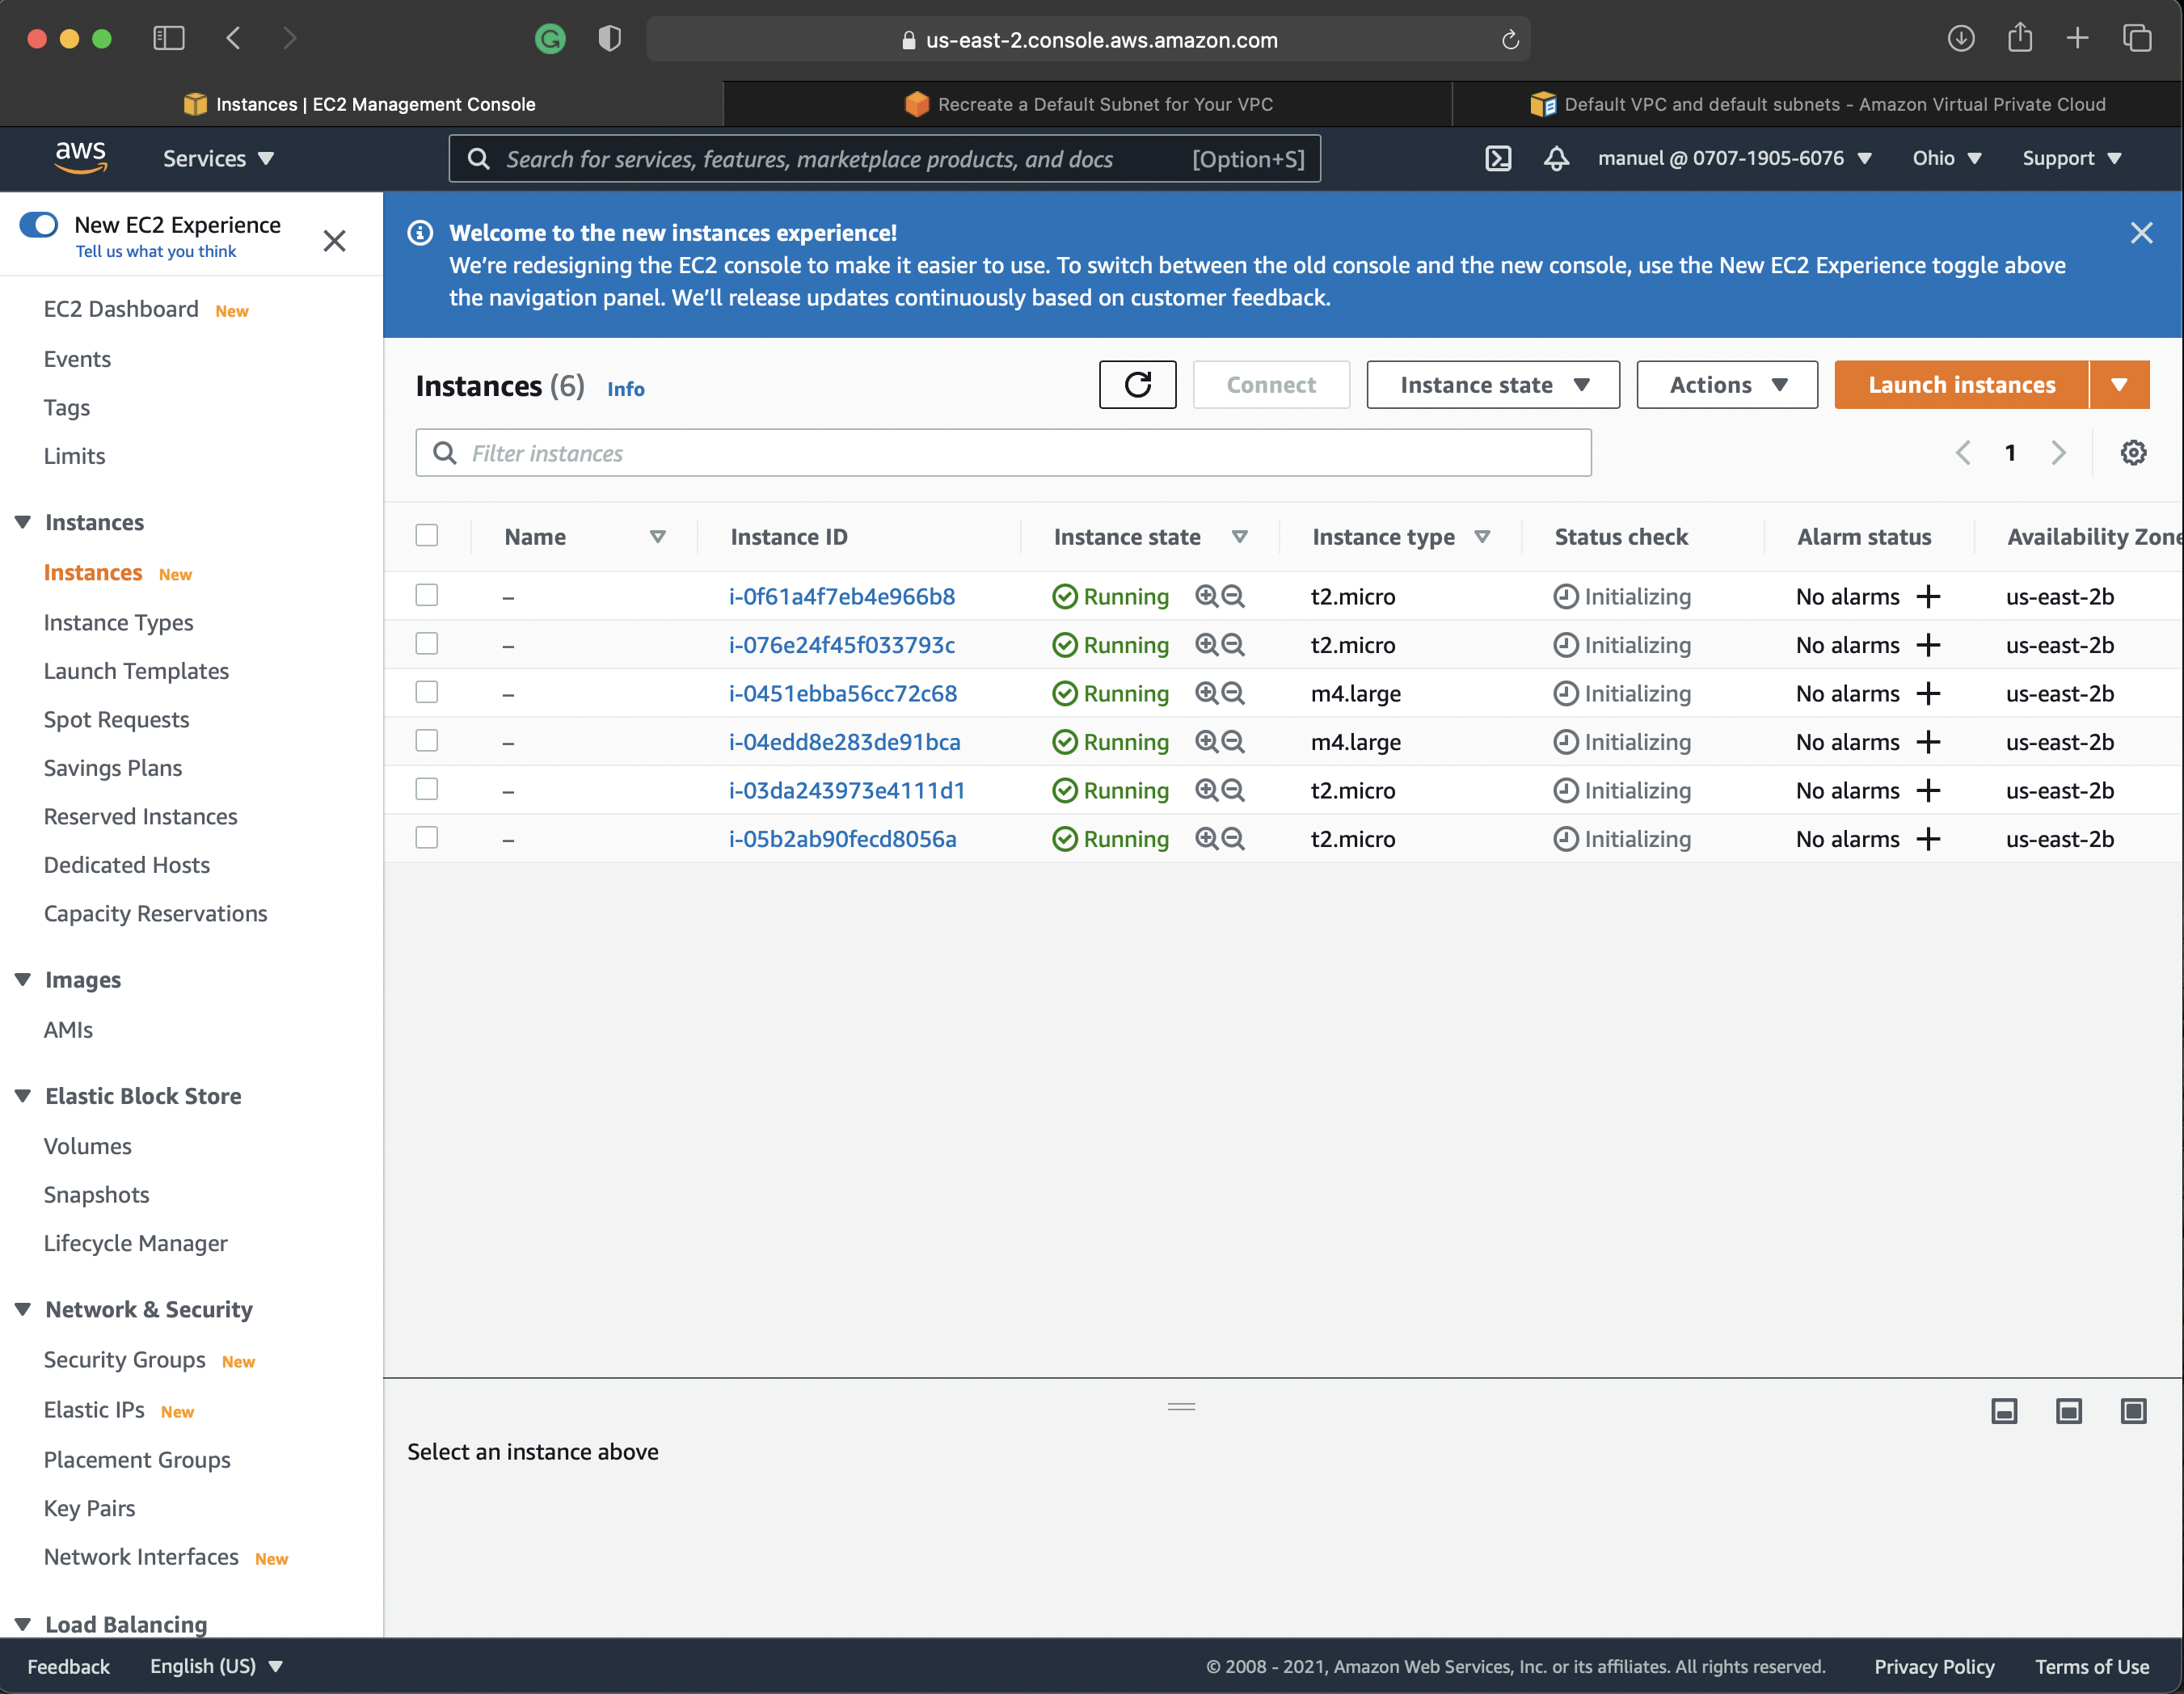 us-east-2.console.aws.amazon.com
Instances | EC2 Management Console
Recreate a Default Subnet for Your VPC
Default VPC and default subnets - Amazon Virtual Private Cloud
aws
Services
Search for services, features, marketplace products, and docs [Option+S]
manuel @ 0707-1905-6076
Ohio
Support
New EC2 Experience
Tell us what you think
EC2 Dashboard New
Events
Tags
Limits
Instances
Instances New
Instance Types
Launch Templates
Spot Requests
Savings Plans
Reserved Instances
Dedicated Hosts
Capacity Reservations
Images
AMIs
Elastic Block Store
Volumes
Snapshots
Lifecycle Manager
Network & Security
Security Groups New
Elastic IPs New
Placement Groups
Key Pairs
Network Interfaces New
Load Balancing
Welcome to the new instances experience!
We're redesigning the EC2 console to make it easier to use. To switch between the old console and the new console, use the New EC2 Experience toggle above
the navigation panel. We'll release updates continuously based on customer feedback.
Instances (6) Info
Connect
Instance state
Actions
Launch instances
Filter instances
1
Name Instance ID Instance state Instance type Status check Alarm status Availability Zone
– i-0f61a4f7eb4e966b8 Running t2.micro Initializing No alarms us-east-2b
– i-076e24f45f033793c Running t2.micro Initializing No alarms us-east-2b
– i-0451ebba56cc72c68 Running m4.large Initializing No alarms us-east-2b
– i-04edd8e283de91bca Running m4.large Initializing No alarms us-east-2b
– i-03da243973e4111d1 Running t2.micro Initializing No alarms us-east-2b
– i-05b2ab90fecd8056a Running t2.micro Initializing No alarms us-east-2b
Select an instance above
Feedback
English (US)
© 2008 - 2021, Amazon Web Services, Inc. or its affiliates. All rights reserved.
Privacy Policy
Terms of Use